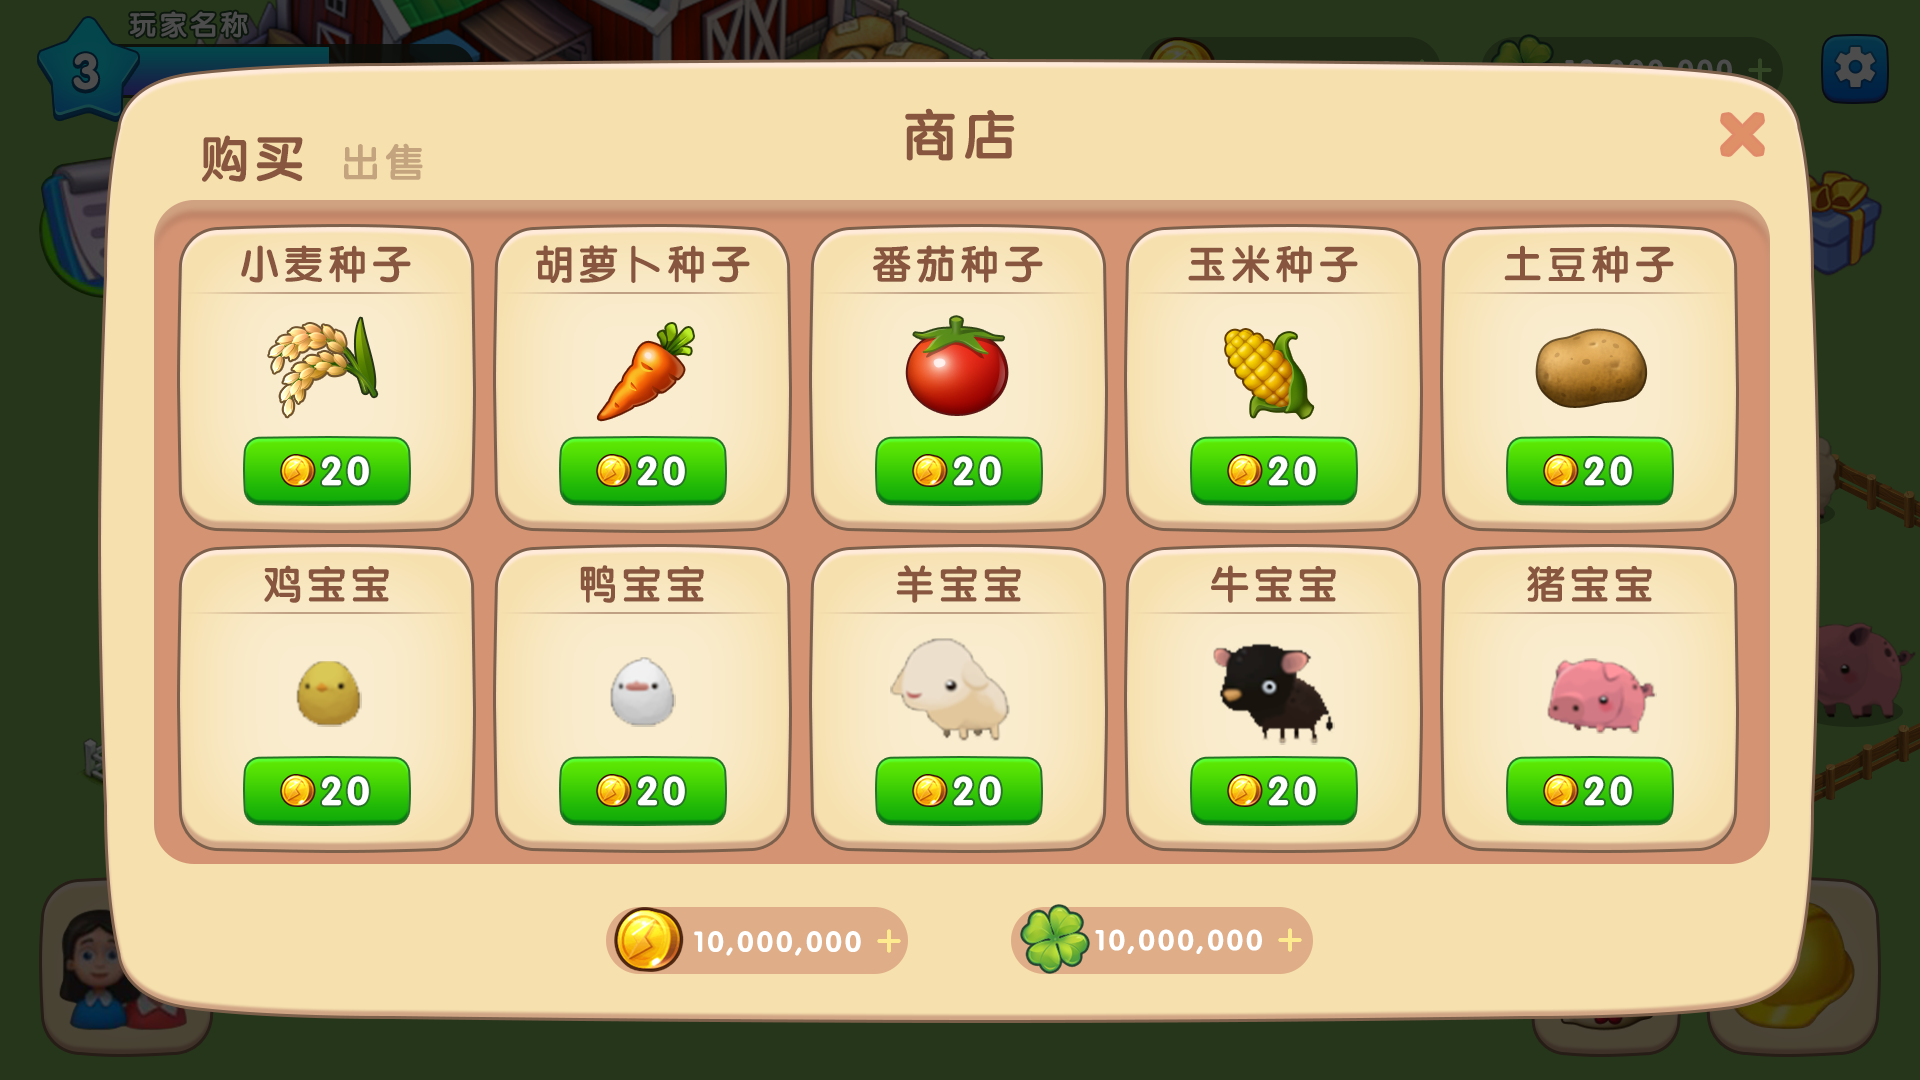 玩家名称
3
10,000,000 +
商店
购买 出售
小麦种子 胡萝卜种子 番茄种子 玉米种子 土豆种子
20 20 20 20 20
鸡宝宝 鸭宝宝 羊宝宝 牛宝宝 猪宝宝
20 20 20 20 20
10,000,000 + 10,000,000 +